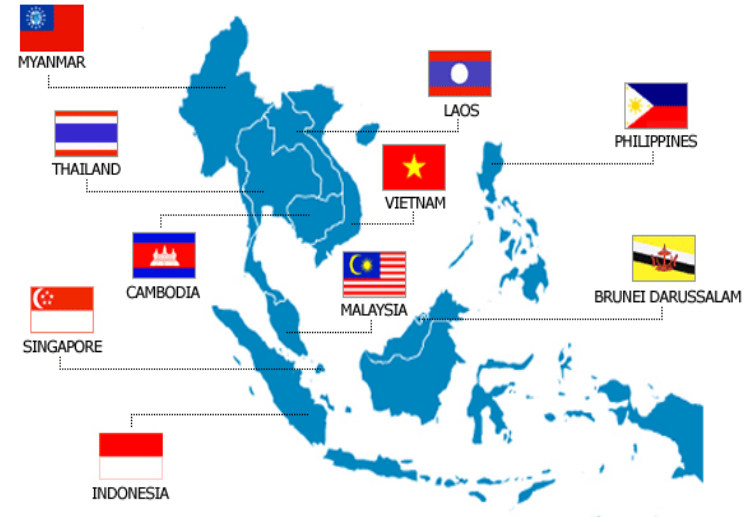 MYANMAR
LAOS
PHILIPPINES
THAILAND
VIETNAM
CAMBODIA
BRUNEI DARUSSALAM
MALAYSIA
SINGAPORE
INDONESIA